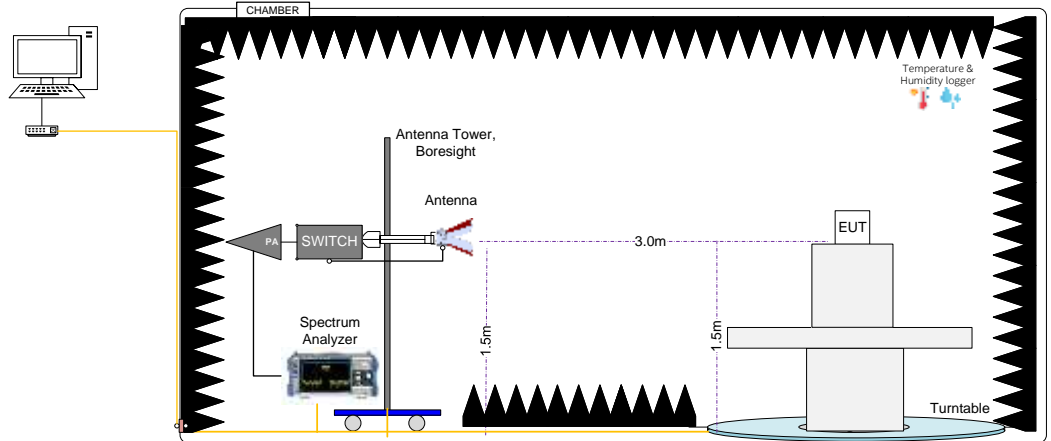 CHAMBER
Temperature &
Humidity logger
Antenna Tower,
Boresight
Antenna
PA
SWITCH
3.0m
EUT
1.5m
1.5m
Spectrum
Analyzer
Turntable